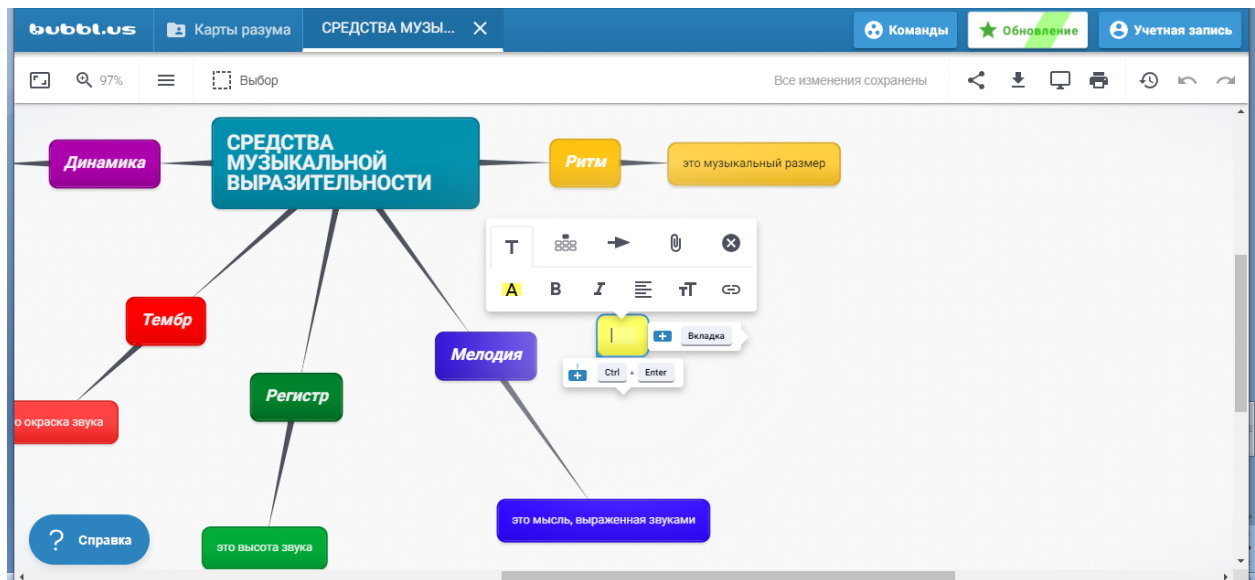 bubbl.us
Карты разума
СРЕДСТВА МУЗЫ...
Команды
Обновление
Учетная запись
97%
Выбор
Все изменения сохранены
Динамика
СРЕДСТВА
МУЗЫКАЛЬНОЙ
ВЫРАЗИТЕЛЬНОСТИ
Ритм
это музыкальный размер
T
A B I тT
Вкладка
Ctrl + Enter
Тембр
Мелодия
Регистр
о окраска звука
это мысль, выраженная звуками
это высота звука
? Справка